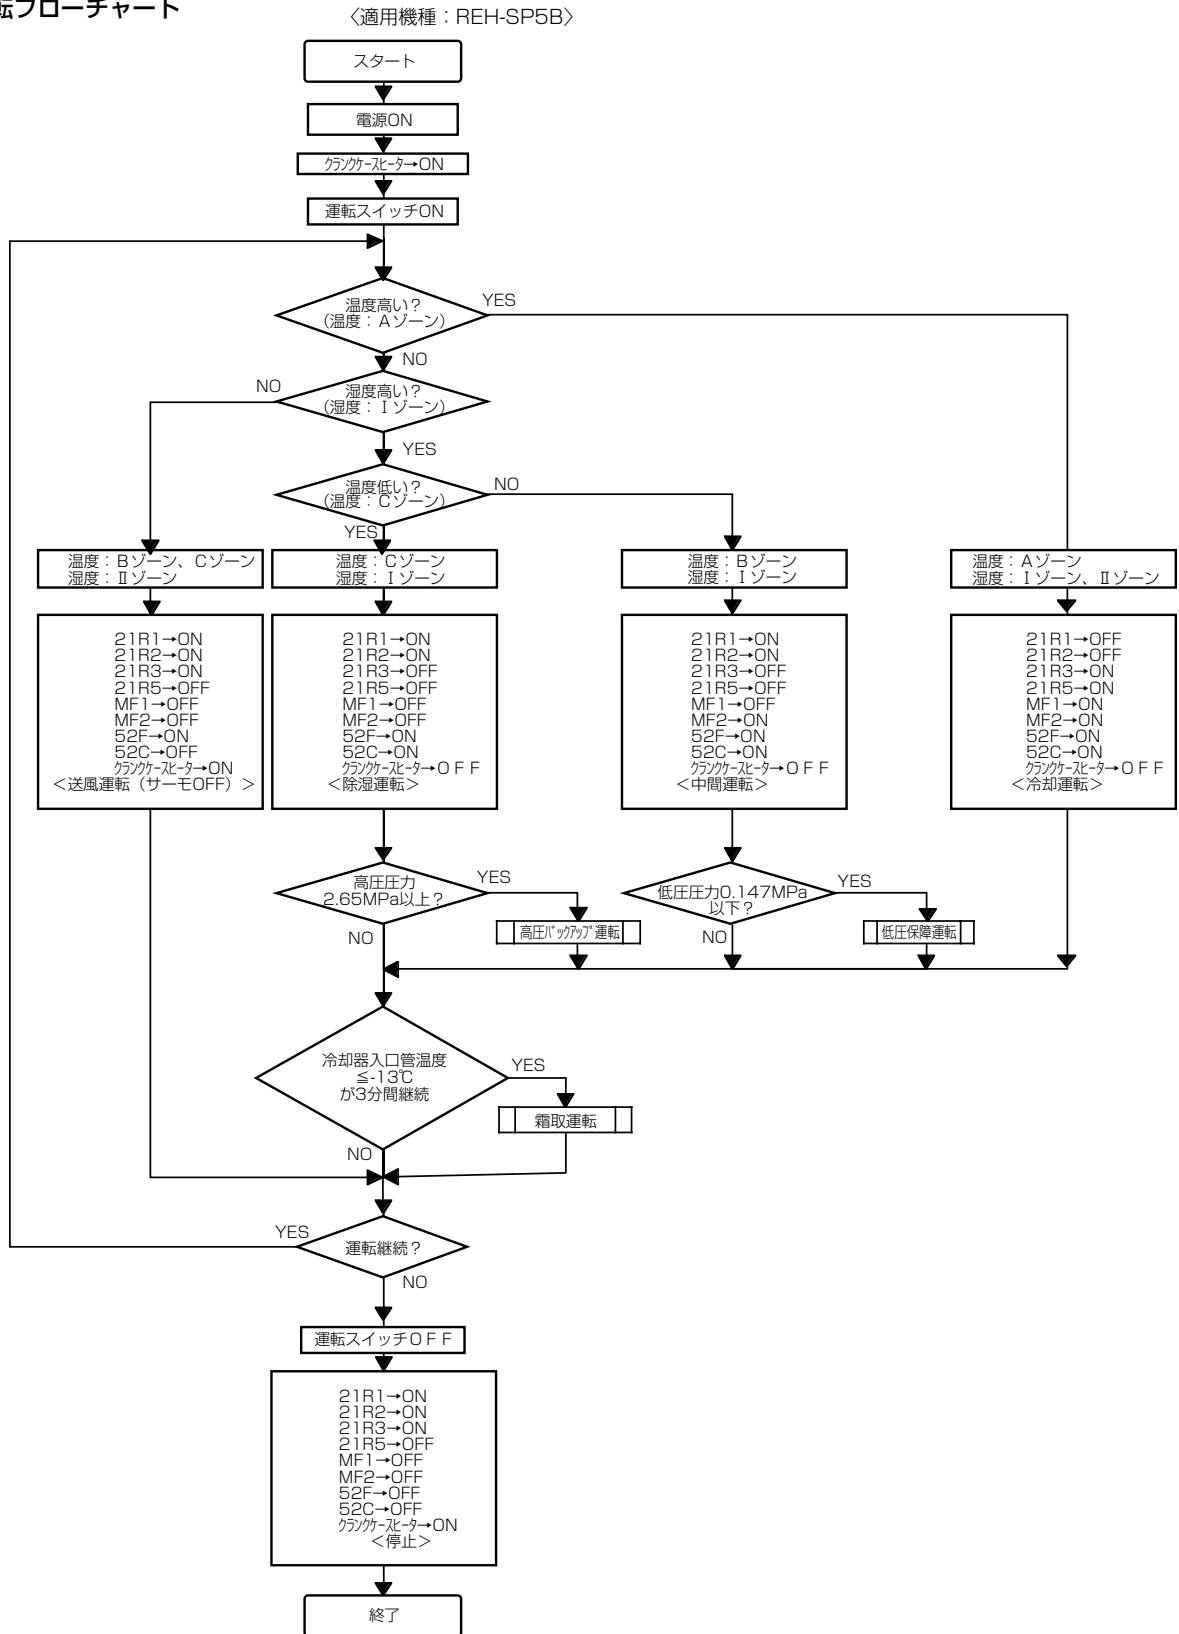 転フローチャート
〈適用機種：REH-SP5B〉
スタート
電源ON
クランクケースヒーター→ON
運転スイッチON
温度高い？
（温度：Aゾーン）
YES
NO
湿度高い？
（湿度：Ⅰゾーン）
NO
YES
温度低い？
（温度：Cゾーン）
NO
YES
温度：Bゾーン、Cゾーン
湿度：Ⅱゾーン
温度：Cゾーン
湿度：Ⅰゾーン
温度：Bゾーン
湿度：Ⅰゾーン
温度：Aゾーン
湿度：Ⅰゾーン、Ⅱゾーン
21R1→ON
21R2→ON
21R3→ON
21R5→OFF
MF1→OFF
MF2→OFF
52F→ON
52C→OFF
クランクケースヒーター→ON
＜送風運転（サーモOFF）＞
21R1→ON
21R2→ON
21R3→OFF
21R5→OFF
MF1→OFF
MF2→OFF
52F→ON
52C→ON
クランクケースヒーター→ＯＦＦ
＜除湿運転＞
21R1→ON
21R2→ON
21R3→OFF
21R5→OFF
MF1→OFF
MF2→ON
52F→ON
52C→ON
クランクケースヒーター→ＯＦＦ
＜中間運転＞
21R1→OFF
21R2→OFF
21R3→ON
21R5→ON
MF1→ON
MF2→ON
52F→ON
52C→ON
クランクケースヒーター→ＯＦＦ
＜冷却運転＞
高圧圧力
2.65MPa以上？
YES
NO
高圧バックアップ運転
低圧圧力0.147MPa
以下？
YES
NO
低圧保障運転
冷却器入口管温度
≦-13℃
が3分間継続
YES
NO
霜取運転
運転継続？
YES
NO
運転スイッチＯＦＦ
21R1→ON
21R2→ON
21R3→ON
21R5→OFF
MF1→OFF
MF2→OFF
52F→OFF
52C→OFF
クランクケースヒーター→ON
＜停止＞
終了